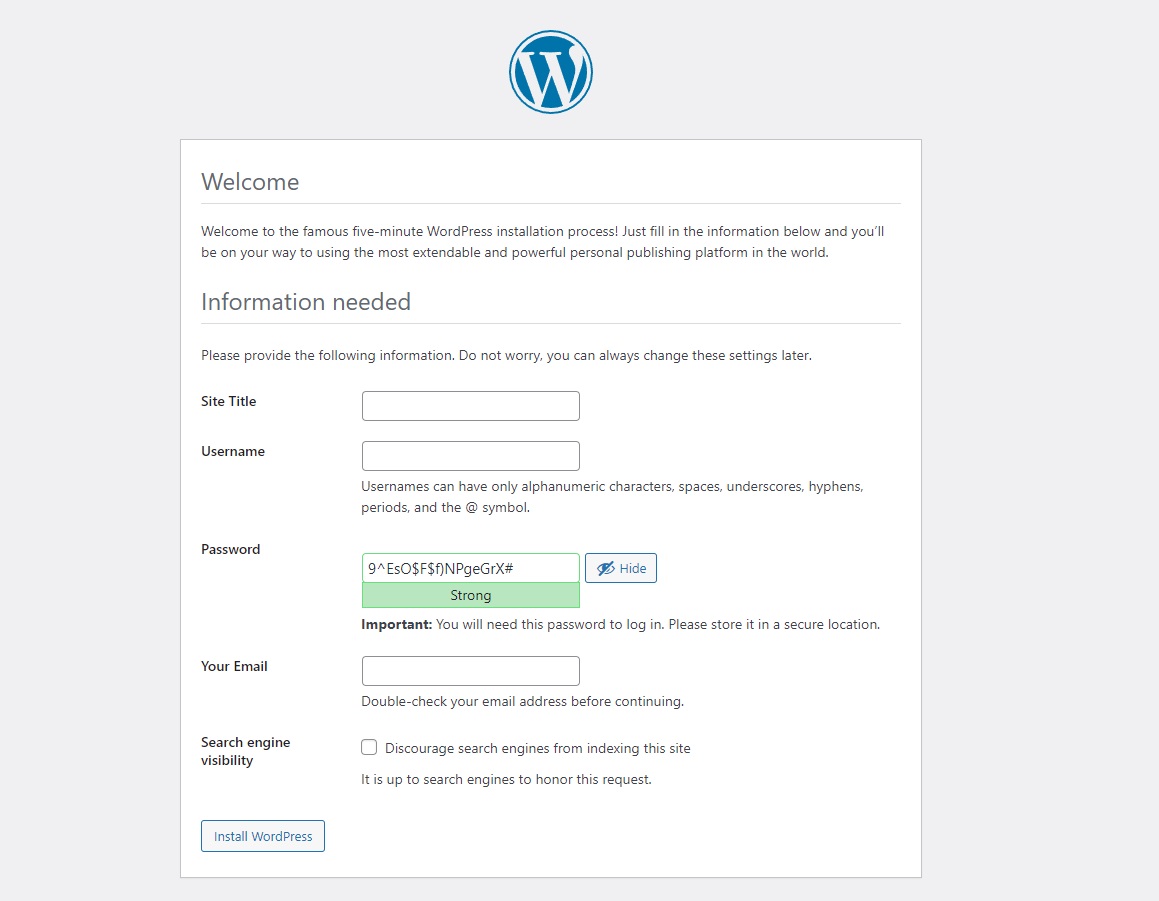 Welcome
Welcome to the famous five-minute WordPress installation process! Just fill in the information below and you’ll
be on your way to using the most extendable and powerful personal publishing platform in the world.
Information needed
Please provide the following information. Do not worry, you can always change these settings later.
Site Title
Username
Usernames can have only alphanumeric characters, spaces, underscores, hyphens,
periods, and the @ symbol.
Password
9^EsO$F$f)NPgeGrX#
Hide
Strong
Important: You will need this password to log in. Please store it in a secure location.
Your Email
Double-check your email address before continuing.
Search engine
visibility
Discourage search engines from indexing this site
It is up to search engines to honor this request.
Install WordPress